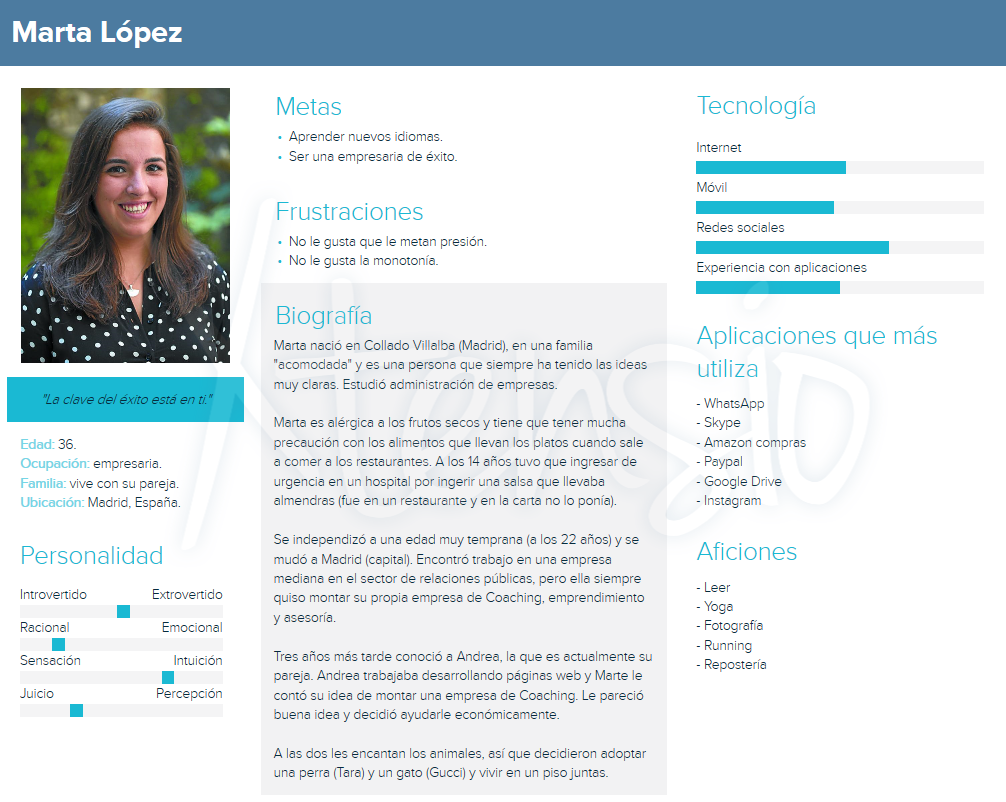 Marta López
"La clave del éxito está en ti."
Edad: 36.
Ocupación: empresaria.
Familia: vive con su pareja.
Ubicación: Madrid, España.
Personalidad
Introvertido Extrovertido
Racional Emocional
Sensación Intuición
Juicio Percepción
Metas
• Aprender nuevos idiomas.
• Ser una empresaria de éxito.
Frustraciones
• No le gusta que le metan presión.
• No le gusta la monotonía.
Biografía
Marta nació en Collado Villalba (Madrid), en una familia
"acomodada" y es una persona que siempre ha tenido las ideas
muy claras. Estudió administración de empresas.
Marta es alérgica a los frutos secos y tiene que tener mucha
precaución con los alimentos que llevan los platos cuando sale
a comer a los restaurantes. A los 14 años tuvo que ingresar de
urgencia en un hospital por ingerir una salsa que llevaba
almendras (fue en un restaurante y en la carta no lo ponía).
Se independizó a una edad muy temprana (a los 22 años) y se
mudó a Madrid (capital). Encontró trabajo en una empresa
mediana en el sector de relaciones públicas, pero ella siempre
quiso montar su propia empresa de Coaching, emprendimiento
y asesoría.
Tres años más tarde conoció a Andrea, la que es actualmente su
pareja. Andrea trabajaba desarrollando páginas web y Marte le
contó su idea de montar una empresa de Coaching. Le pareció
buena idea y decidió ayudarle económicamente.
A las dos les encantan los animales, así que decidieron adoptar
una perra (Tara) y un gato (Gucci) y vivir en un piso juntas.
Tecnología
Internet
Móvil
Redes sociales
Experiencia con aplicaciones
Aplicaciones que más
utiliza
- WhatsApp
- Skype
- Amazon compras
- Paypal
- Google Drive
- Instagram
Aficiones
- Leer
- Yoga
- Fotografía
- Running
- Repostería
Xtensio